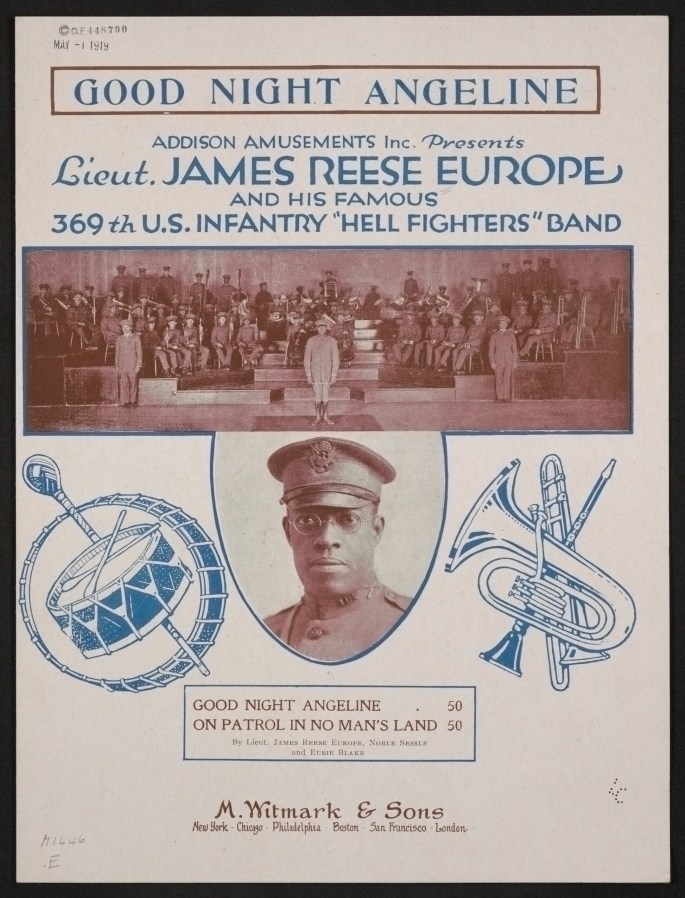 ©CLE448790
MAY -1 1919
GOOD NIGHT ANGELINE
ADDISON AMUSEMENTS Inc. Presents
Lieut. JAMES REESE EUROPE
AND HIS FAMOUS
369th U.S. INFANTRY "HELL FIGHTERS" BAND
GOOD NIGHT ANGELINE . 50
ON PATROL IN NO MAN'S LAND 50
By Lieut. James Reese Europe, Noble Sissle
and Eubie Blake
M. Witmark & Sons
New York · Chicago · Philadelphia · Boston · San Francisco · London
M1646
.E